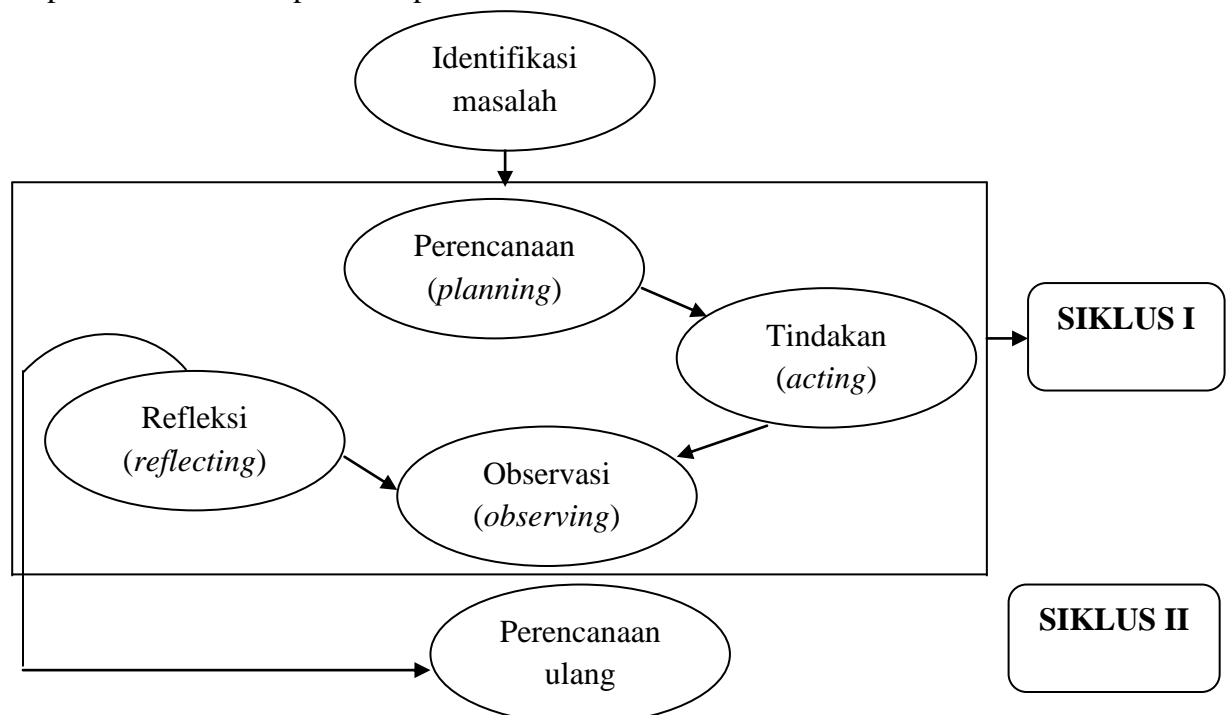 Identifikasi
masalah
Perencanaan
(planning)
Tindakan
(acting)
SIKLUS I
Refleksi
(reflecting)
Observasi
(observing)
Perencanaan
ulang
SIKLUS II